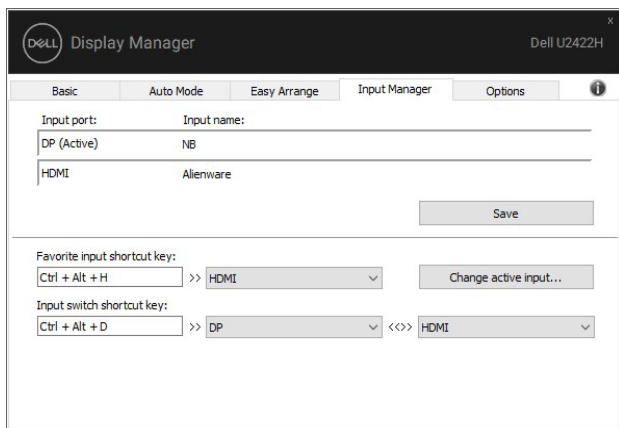 x
DELL Display Manager Dell U2422H
Basic Auto Mode Easy Arrange Input Manager Options i
Input port: Input name:
DP (Active) NB
HDMI Alienware
Save
Favorite input shortcut key:
Ctrl + Alt + H >> HDMI Change active input...
Input switch shortcut key:
Ctrl + Alt + D >> DP <<>> HDMI